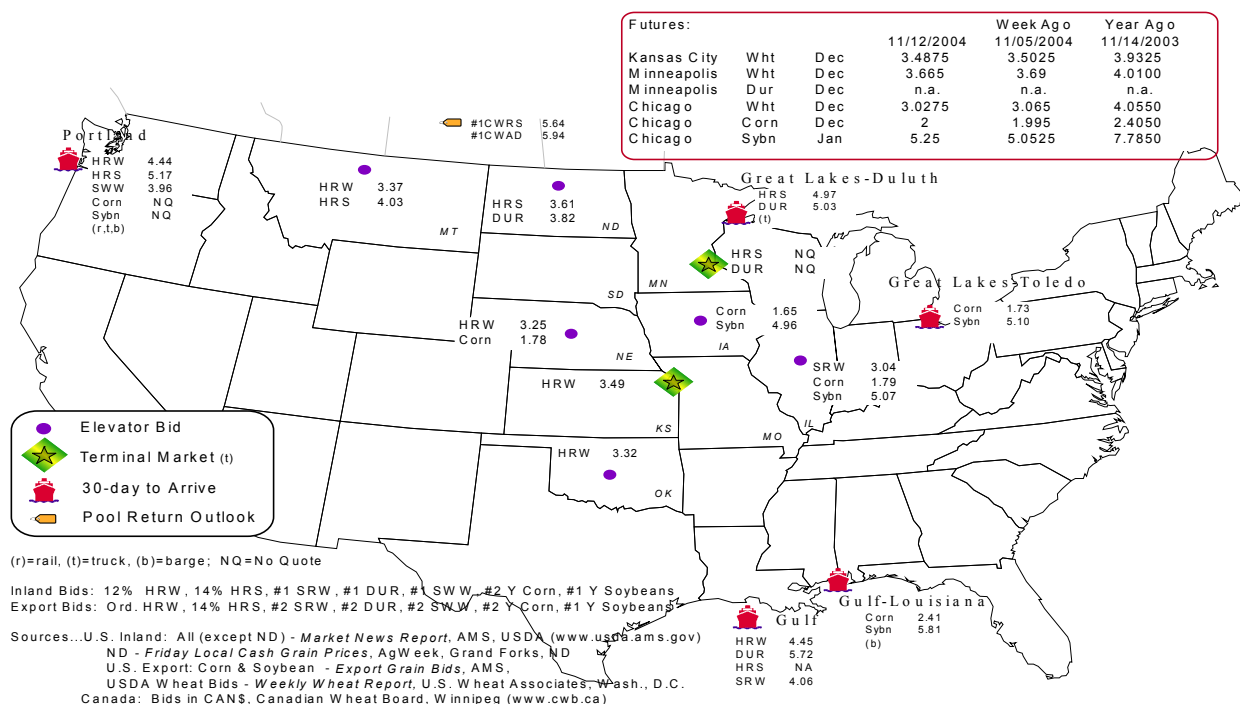 Futures: Week Ago Year Ago
11/12/2004 11/05/2004 11/14/2003
Kansas City Wht Dec 3.4875 3.5025 3.9325
Minneapolis Wht Dec 3.665 3.69 4.0100
Minneapolis Dur Dec n.a. n.a. n.a.
Chicago Wht Dec 3.0275 3.065 4.0550
Chicago Corn Dec 2 1.995 2.4050
Chicago Sybn Jan 5.25 5.0525 7.7850
#1CWRS 5.64
#1CWAD 5.94
Portland
HRW 4.44
HRS 5.17
SWW 3.96
Corn NQ
Sybn NQ
(r,t,b)
HRW 3.37
HRS 4.03
MT
HRS 3.61
DUR 3.82
ND
Great Lakes-Duluth
HRS 4.97
DUR 5.03
(t)
HRS NQ
DUR NQ
MN
SD
Great Lakes-Toledo
Corn 1.73
Sybn 5.10
HRW 3.25
Corn 1.78
NE
Corn 1.65
Sybn 4.96
IA
SRW 3.04
Corn 1.79
Sybn 5.07
IL
HRW 3.49
KS
MO
HRW 3.32
OK
Elevator Bid
Terminal Market (t)
30-day to Arrive
Pool Return Outlook
(r)=rail, (t)=truck, (b)=barge; NQ=No Quote
Inland Bids: 12% HRW, 14% HRS, #1 SRW, #1 DUR, #1 SWW, #2 Y Corn, #1 Y Soybeans
Export Bids: Ord. HRW, 14% HRS, #2 SRW, #2 DUR, #2 SWW, #2 Y Corn, #1 Y Soybeans
Sources...U.S. Inland: All (except ND) - Market News Report, AMS, USDA (www.usda.ams.gov)
ND - Friday Local Cash Grain Prices, AgWeek, Grand Forks, ND
U.S. Export: Corn & Soybean - Export Grain Bids, AMS,
USDA Wheat Bids - Weekly Wheat Report, U.S. Wheat Associates, Wash., D.C.
Canada: Bids in CAN$, Canadian Wheat Board, Winnipeg (www.cwb.ca)
Gulf
HRW 4.45
DUR 5.72
HRS NA
SRW 4.06
Gulf-Louisiana
Corn 2.41
Sybn 5.81
(b)